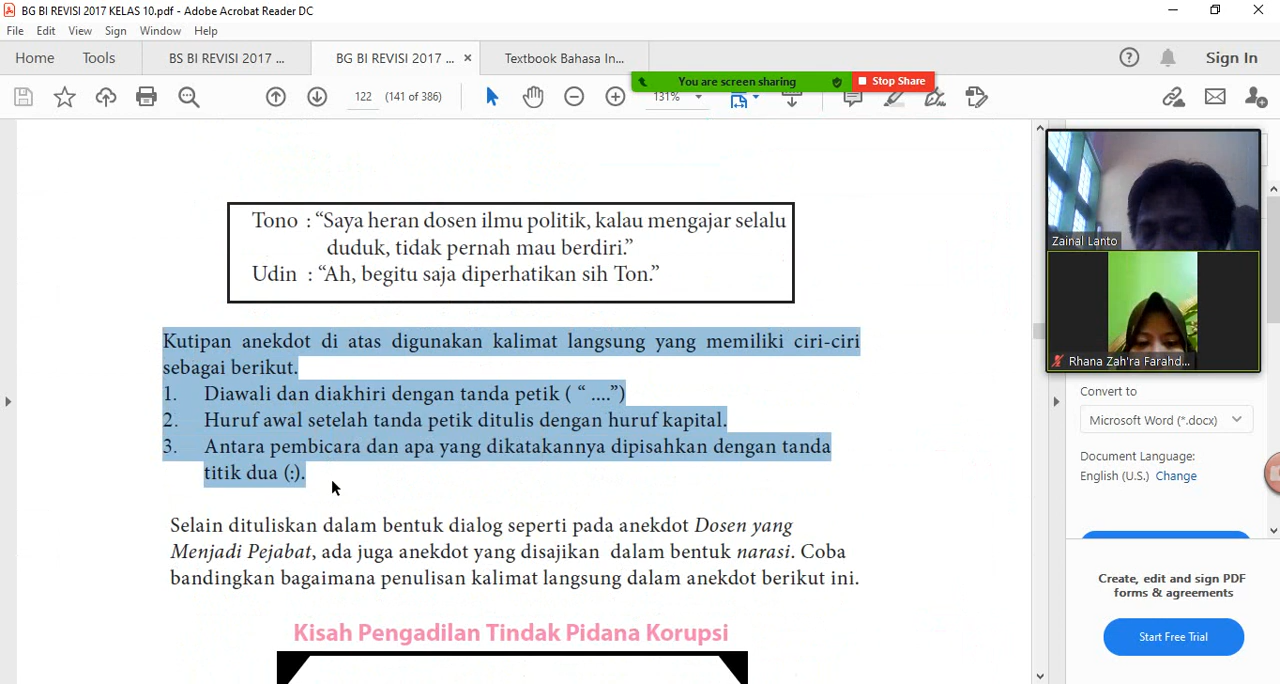 BG BI REVISI 2017 KELAS 10.pdf - Adobe Acrobat Reader DC
File Edit View Sign Window Help
Home Tools BS BI REVISI 2017 ... BG BI REVISI 2017 ... × Textbook Bahasa In... Sign In
You are screen sharing Stop Share
122 (141 of 386) 131%
Tono : “Saya heran dosen ilmu politik, kalau mengajar selalu
duduk, tidak pernah mau berdiri.”
Udin : “Ah, begitu saja diperhatikan sih Ton.”
Kutipan anekdot di atas digunakan kalimat langsung yang memiliki ciri-ciri
sebagai berikut.
1. Diawali dan diakhiri dengan tanda petik ( “ ....”)
2. Huruf awal setelah tanda petik ditulis dengan huruf kapital.
3. Antara pembicara dan apa yang dikatakannya dipisahkan dengan tanda
titik dua (:).
Selain dituliskan dalam bentuk dialog seperti pada anekdot Dosen yang
Menjadi Pejabat, ada juga anekdot yang disajikan dalam bentuk narasi. Coba
bandingkan bagaimana penulisan kalimat langsung dalam anekdot berikut ini.
Kisah Pengadilan Tindak Pidana Korupsi
Zainal Lanto
Rhana Zah'ra Farahd...
Convert to
Microsoft Word (*.docx)
Document Language:
English (U.S.) Change
Create, edit and sign PDF
forms & agreements
Start Free Trial